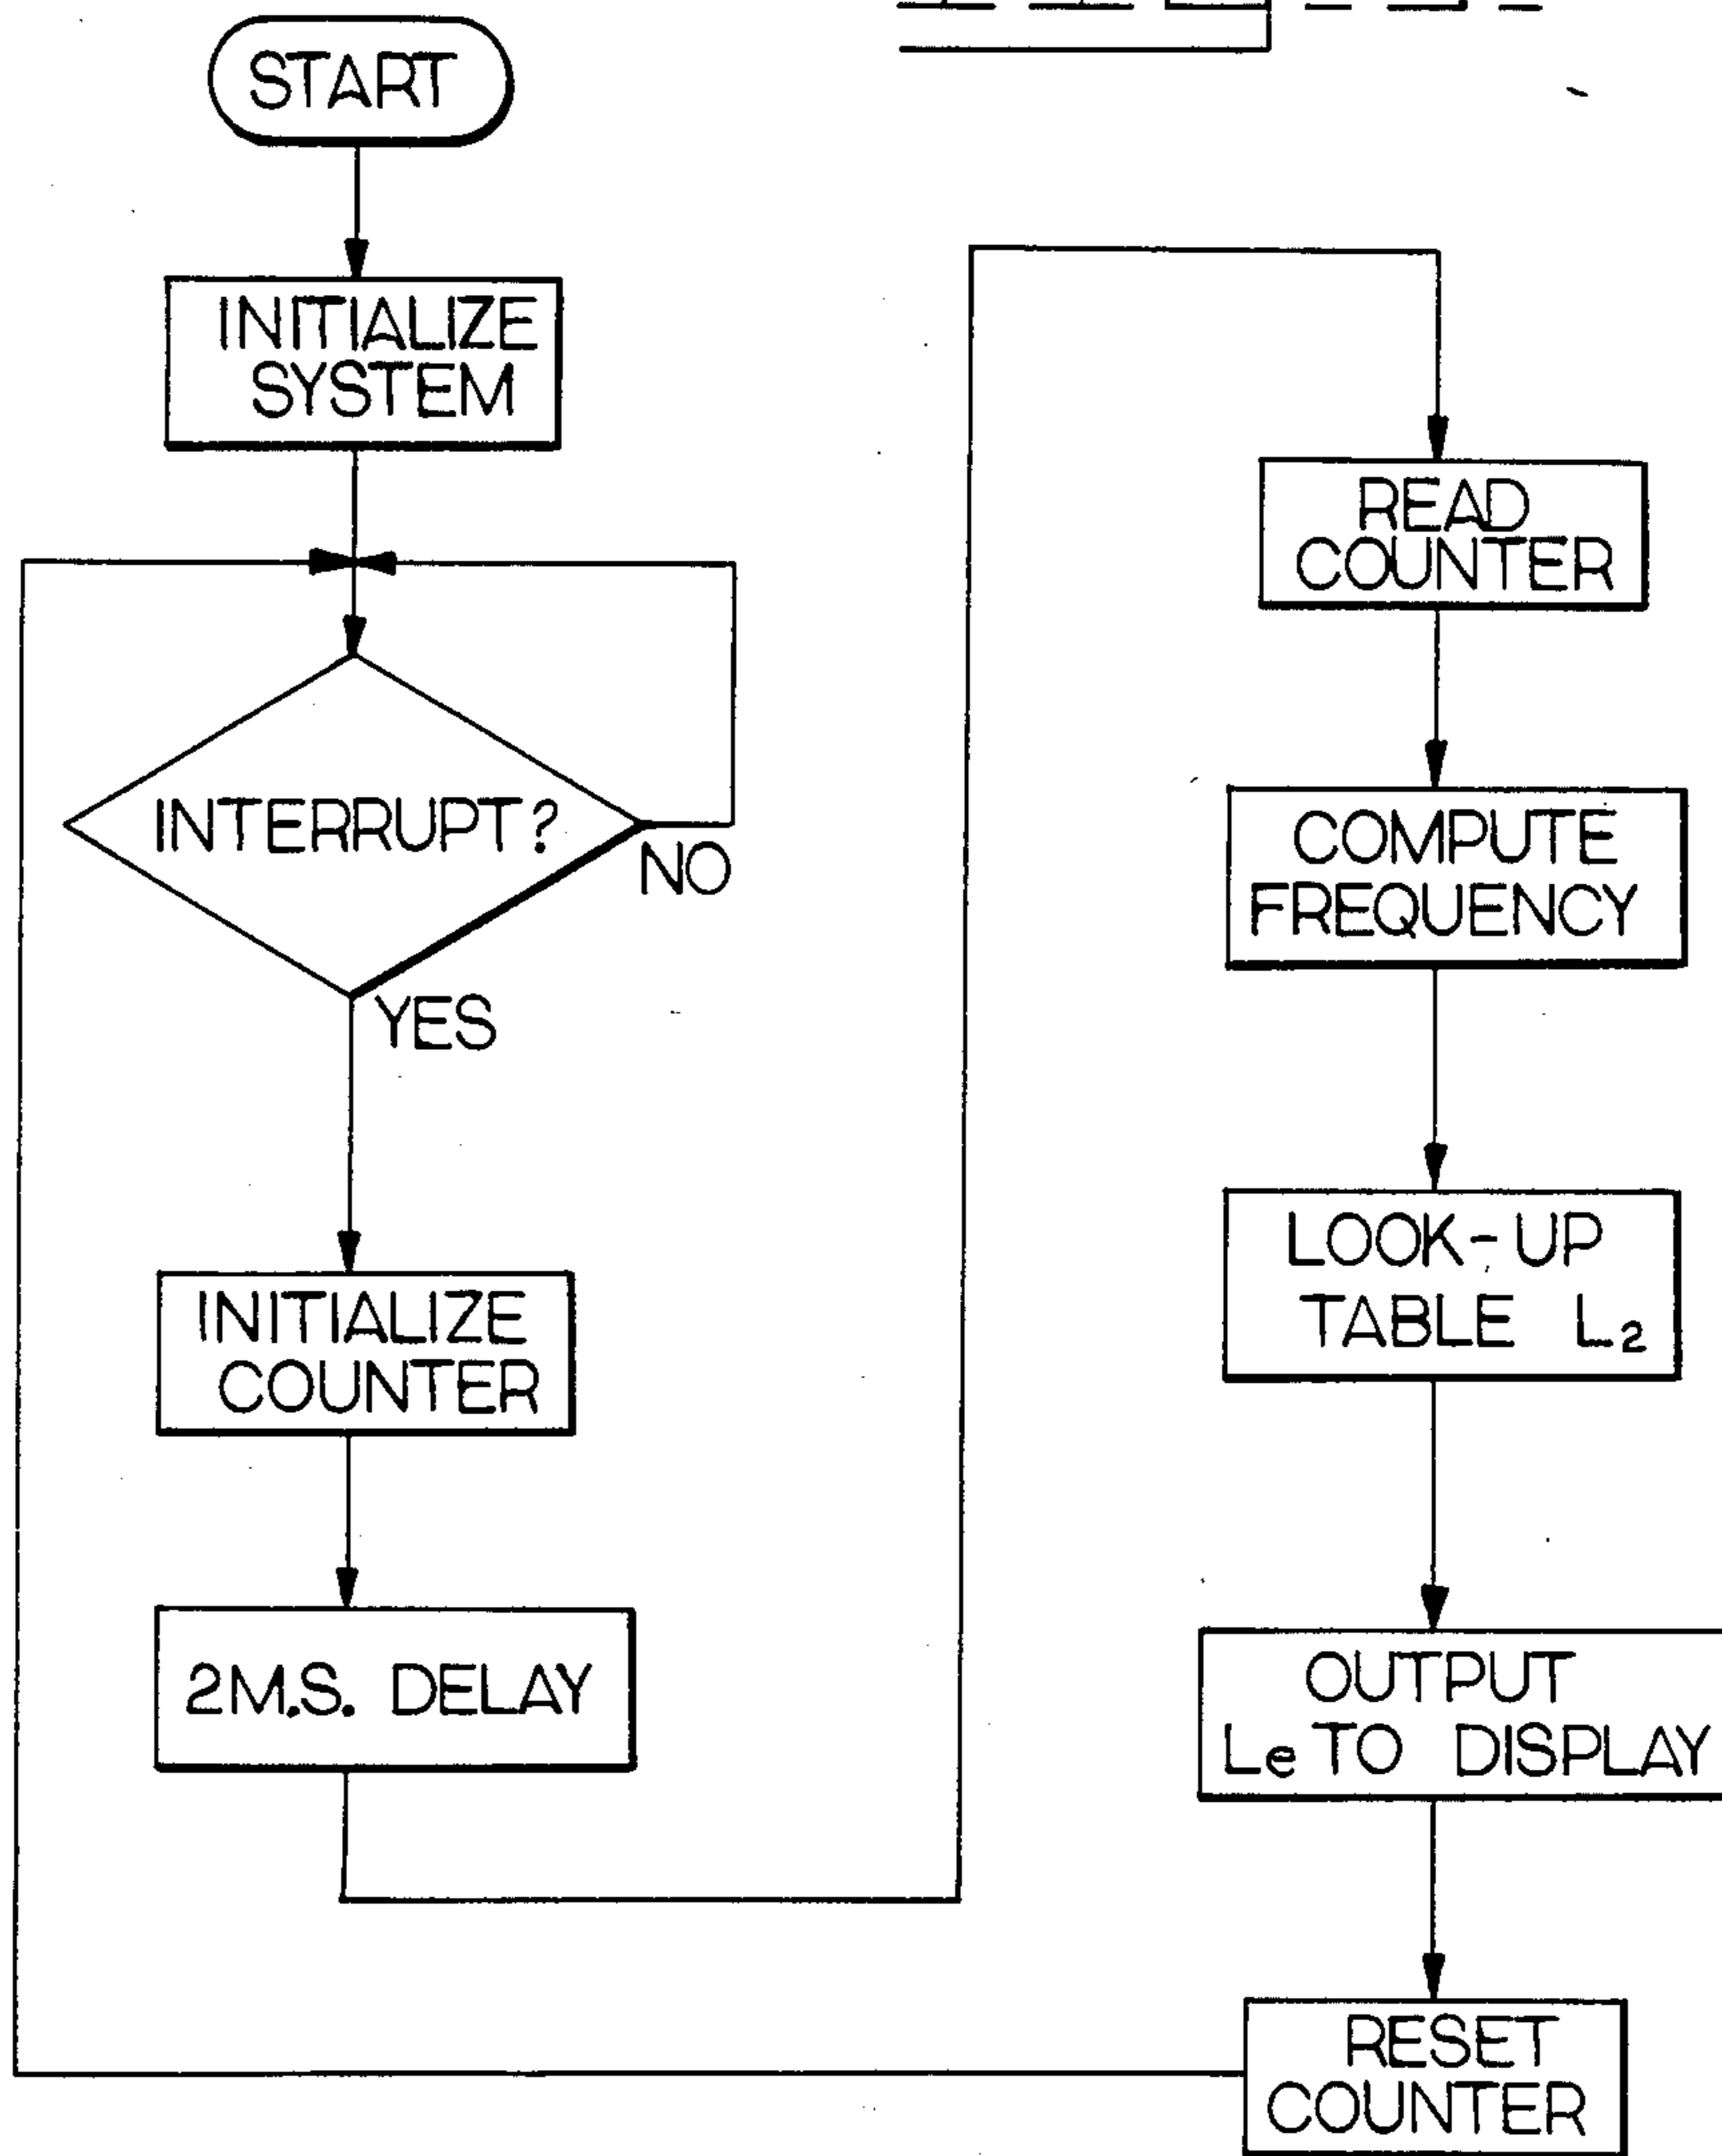 START
INITIALIZE
SYSTEM
INTERRUPT?
NO
YES
INITIALIZE
COUNTER
2M.S. DELAY
READ
COUNTER
COMPUTE
FREQUENCY
LOOK-UP
TABLE L₂
OUTPUT
Le TO DISPLAY
RESET
COUNTER